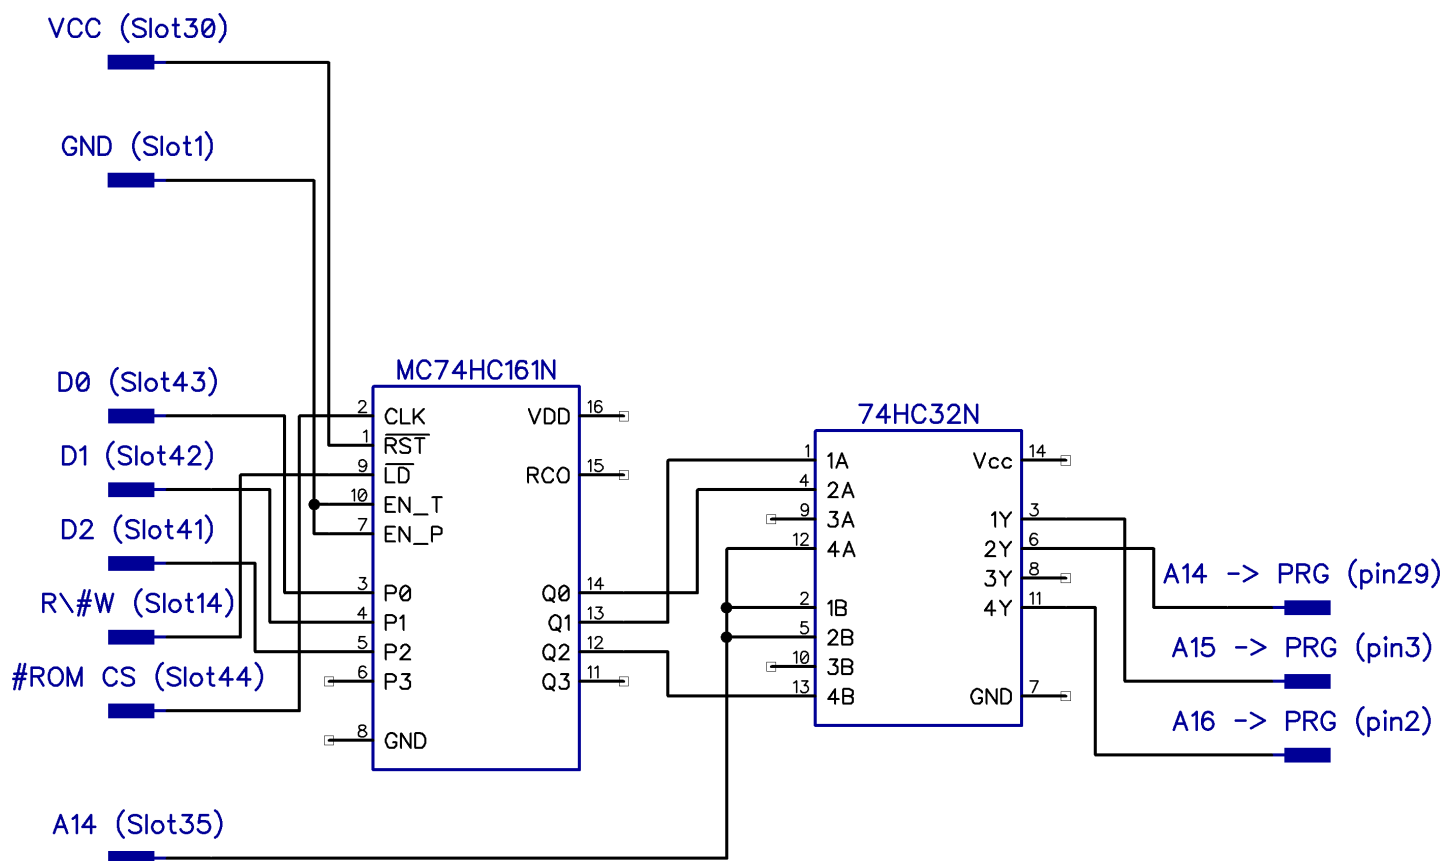 VCC (Slot30)
GND (Slot1)
D0 (Slot43)
D1 (Slot42)
D2 (Slot41)
R\#W (Slot14)
#ROM CS (Slot44)
A14 (Slot35)
MC74HC161N
2 CLK
1 RST
9 LD
10 EN_T
7 EN_P
3 P0
4 P1
5 P2
6 P3
8 GND
VDD 16
RCO 15
Q0 14
Q1 13
Q2 12
Q3 11
74HC32N
1 1A
4 2A
9 3A
12 4A
2 1B
5 2B
10 3B
13 4B
Vcc 14
1Y 3
2Y 6
3Y 8
4Y 11
GND 7
A14 -> PRG (pin29)
A15 -> PRG (pin3)
A16 -> PRG (pin2)